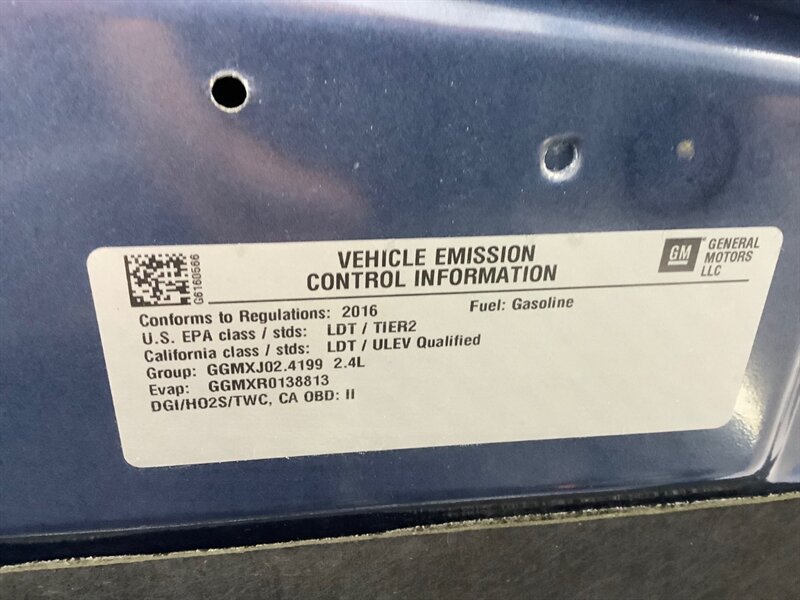 VEHICLE EMISSION
CONTROL INFORMATION
GM
GENERAL
MOTORS
LLC
G6160566
Conforms to Regulations: 2016
Fuel: Gasoline
U.S. EPA class / stds: LDT / TIER2
California class / stds: LDT / ULEV Qualified
Group: GGMXJ02.4199 2.4L
Evap: GGMXR0138813
DGI/HO2S/TWC, CA OBD: II